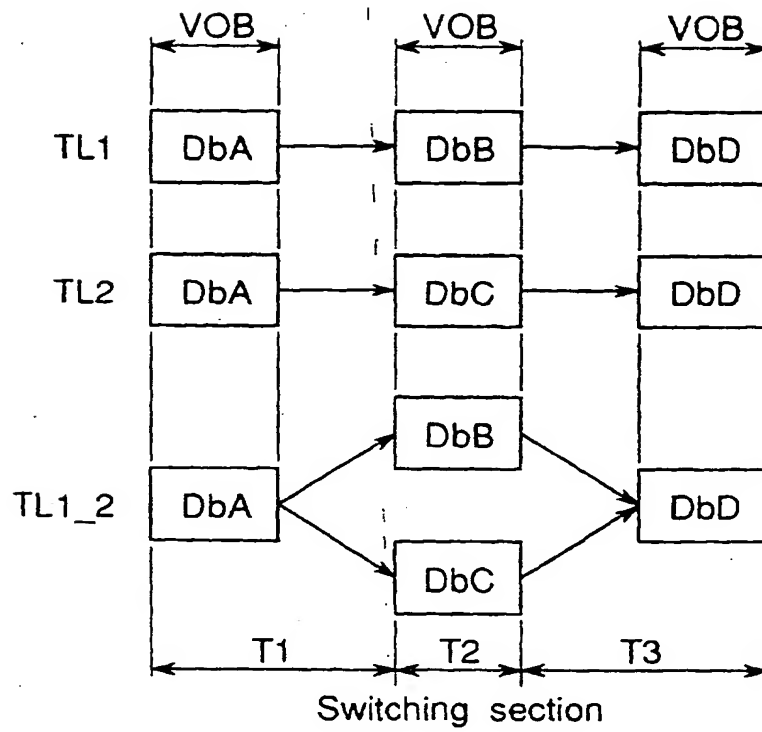 VOB VOB VOB
TL1 DbA DbB DbD
TL2 DbA DbC DbD
DbB
TL1_2 DbA DbD
DbC
T1 T2 T3
Switching section